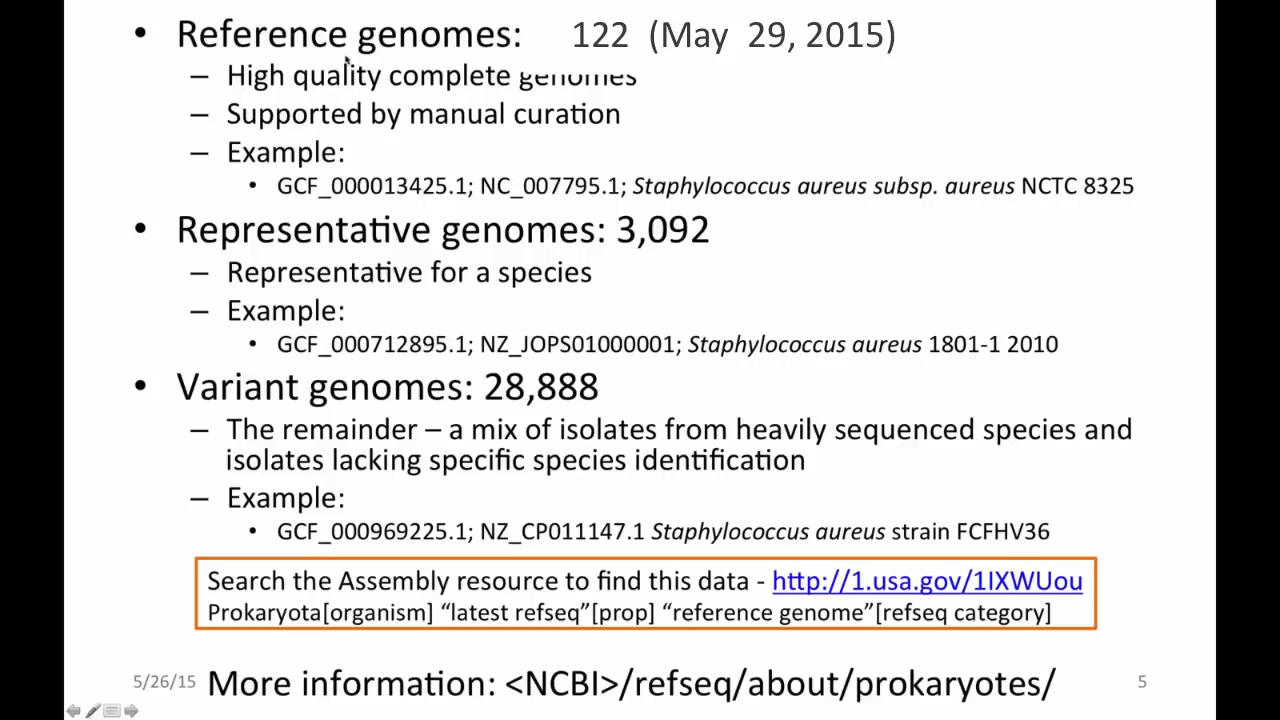 • Reference genomes: 122 (May 29, 2015)
– High quality complete genomes
– Supported by manual curation
– Example:
• GCF_000013425.1; NC_007795.1; Staphylococcus aureus subsp. aureus NCTC 8325
• Representative genomes: 3,092
– Representative for a species
– Example:
• GCF_000712895.1; NZ_JOPS01000001; Staphylococcus aureus 1801-1 2010
• Variant genomes: 28,888
– The remainder – a mix of isolates from heavily sequenced species and
isolates lacking specific species identification
– Example:
• GCF_000969225.1; NZ_CP011147.1 Staphylococcus aureus strain FCFHV36
Search the Assembly resource to find this data - http://1.usa.gov/1IXWUou
Prokaryota[organism] “latest refseq”[prop] “reference genome”[refseq category]
5/26/15 More information: <NCBI>/refseq/about/prokaryotes/ 5